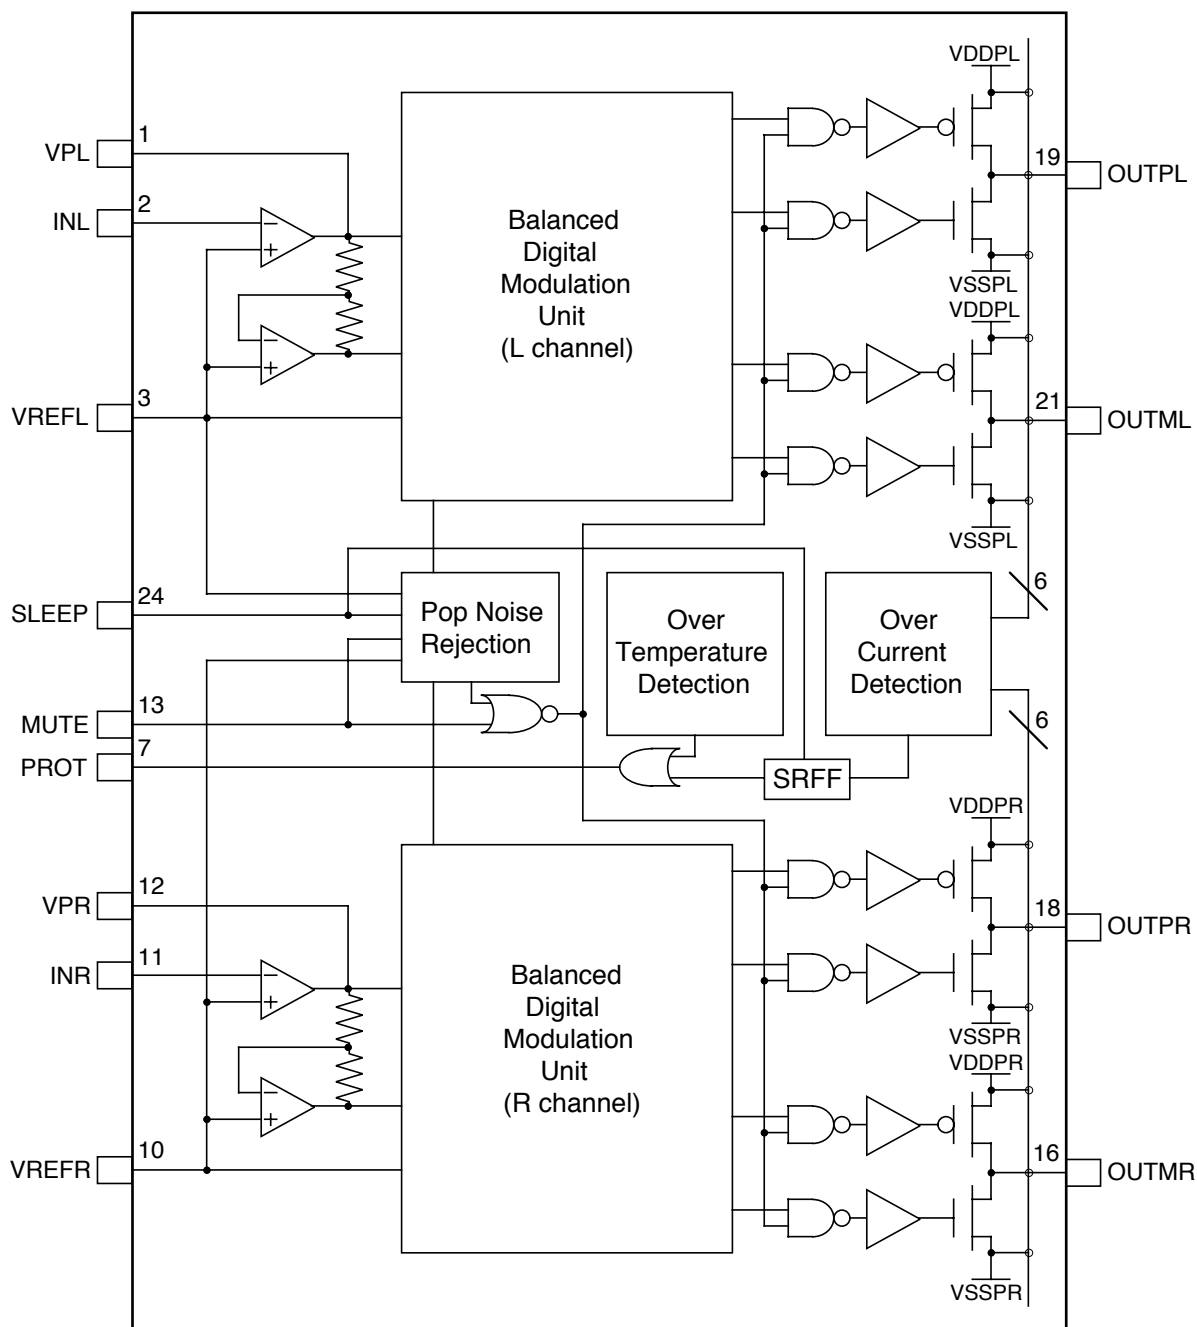 VDDPL
1
VPL
19
OUTPL
2
INL
−
+
Balanced
Digital
Modulation
Unit
(L channel)
VSSPL
VDDPL
−
+
3
VREFL
21
OUTML
VSSPL
24
SLEEP
Pop Noise
Rejection
Over
Temperature
Detection
Over
Current
Detection
6
13
MUTE
6
7
PROT
SRFF
VDDPR
12
VPR
18
OUTPR
11
INR
−
+
Balanced
Digital
Modulation
Unit
(R channel)
VSSPR
VDDPR
−
+
10
VREFR
16
OUTMR
VSSPR